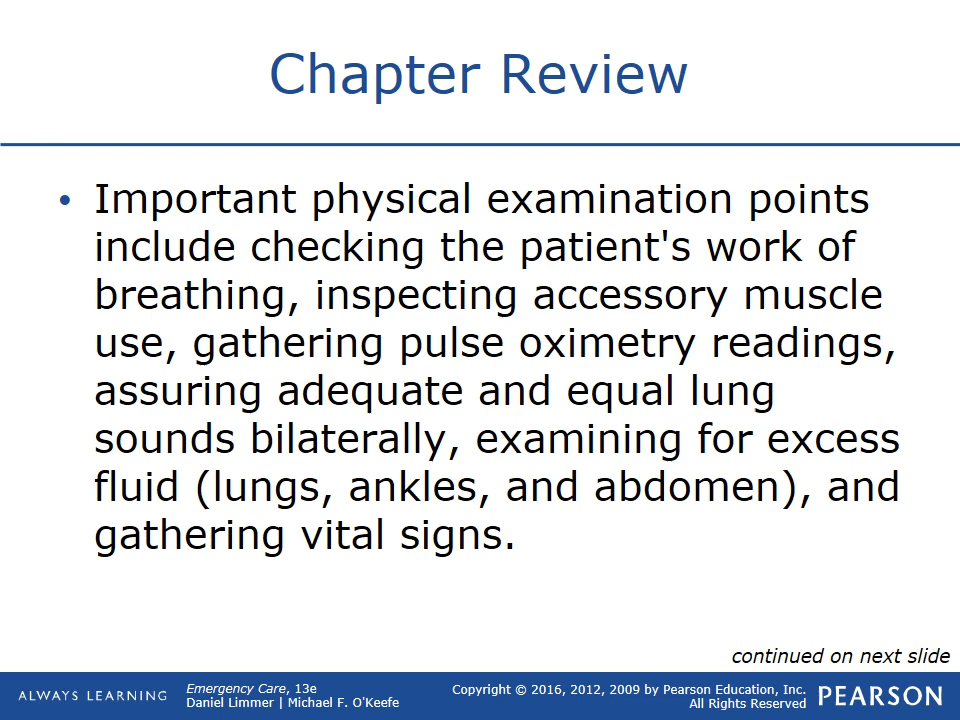 Chapter Review
• Important physical examination points
include checking the patient's work of
breathing, inspecting accessory muscle
use, gathering pulse oximetry readings,
assuring adequate and equal lung
sounds bilaterally, examining for excess
fluid (lungs, ankles, and abdomen), and
gathering vital signs.
continued on next slide
ALWAYS LEARNING
Emergency Care, 13e
Daniel Limmer | Michael F. O'Keefe
Copyright © 2016, 2012, 2009 by Pearson Education, Inc.
All Rights Reserved
PEARSON